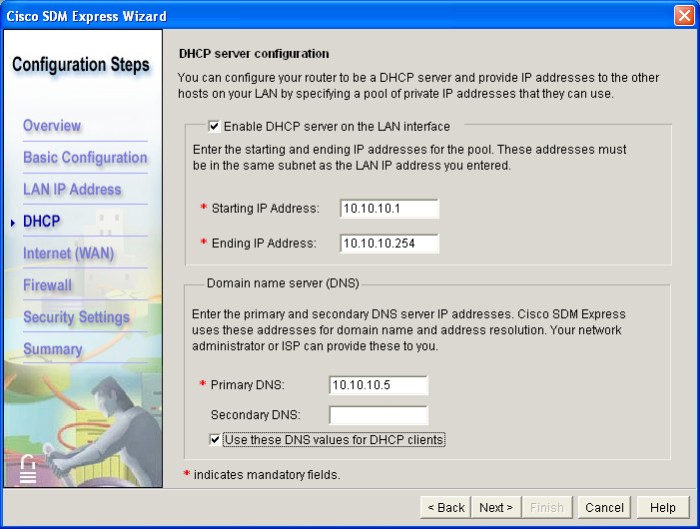 Cisco SDM Express Wizard
Configuration Steps
Overview
Basic Configuration
LAN IP Address
DHCP
Internet (WAN)
Firewall
Security Settings
Summary
DHCP server configuration
You can configure your router to be a DHCP server and provide IP addresses to the other
hosts on your LAN by specifying a pool of private IP addresses that they can use.
Enable DHCP server on the LAN interface
Enter the starting and ending IP addresses for the pool. These addresses must
be in the same subnet as the LAN IP address you entered.
* Starting IP Address: 10.10.10.1
* Ending IP Address: 10.10.10.254
Domain name server (DNS)
Enter the primary and secondary DNS server IP addresses. Cisco SDM Express
uses these addresses for domain name and address resolution. Your network
administrator or ISP can provide these to you.
* Primary DNS: 10.10.10.5
Secondary DNS:
Use these DNS values for DHCP clients
* indicates mandatory fields.
< Back Next > Finish Cancel Help